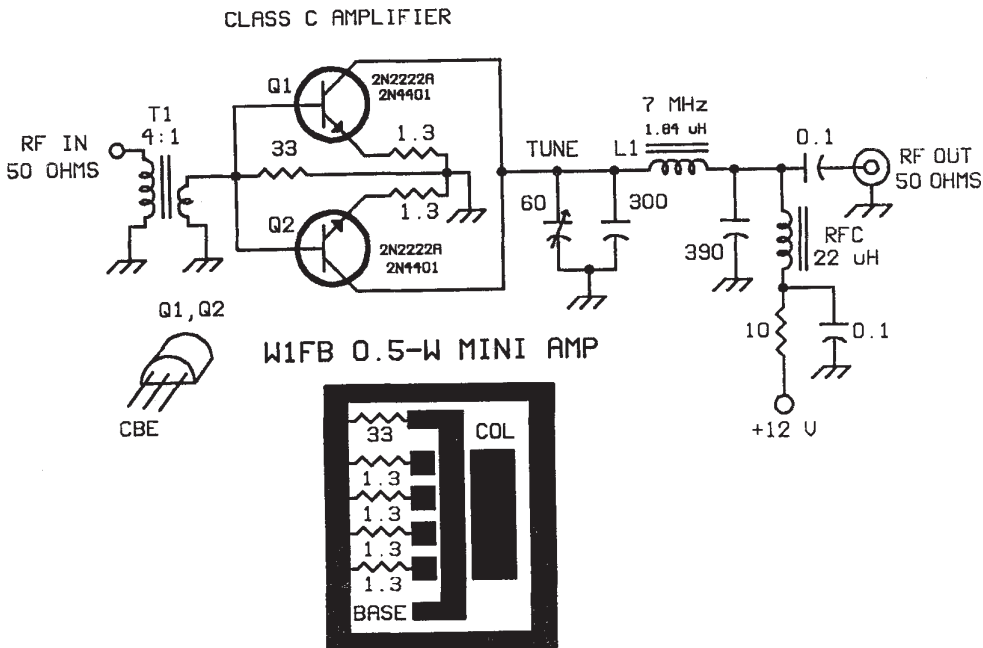 CLASS C AMPLIFIER
Q1
2N2222A
2N4401
7 MHz
1.84 uH
T1
4:1
RF IN
50 OHMS
33
1.3
TUNE
L1
0.1
RF OUT
50 OHMS
1.3
60
300
Q2
2N2222A
2N4401
390
RFC
22 uH
Q1,Q2
10
0.1
W1FB 0.5-W MINI AMP
CBE
+12 V
33
COL
1.3
1.3
1.3
1.3
BASE